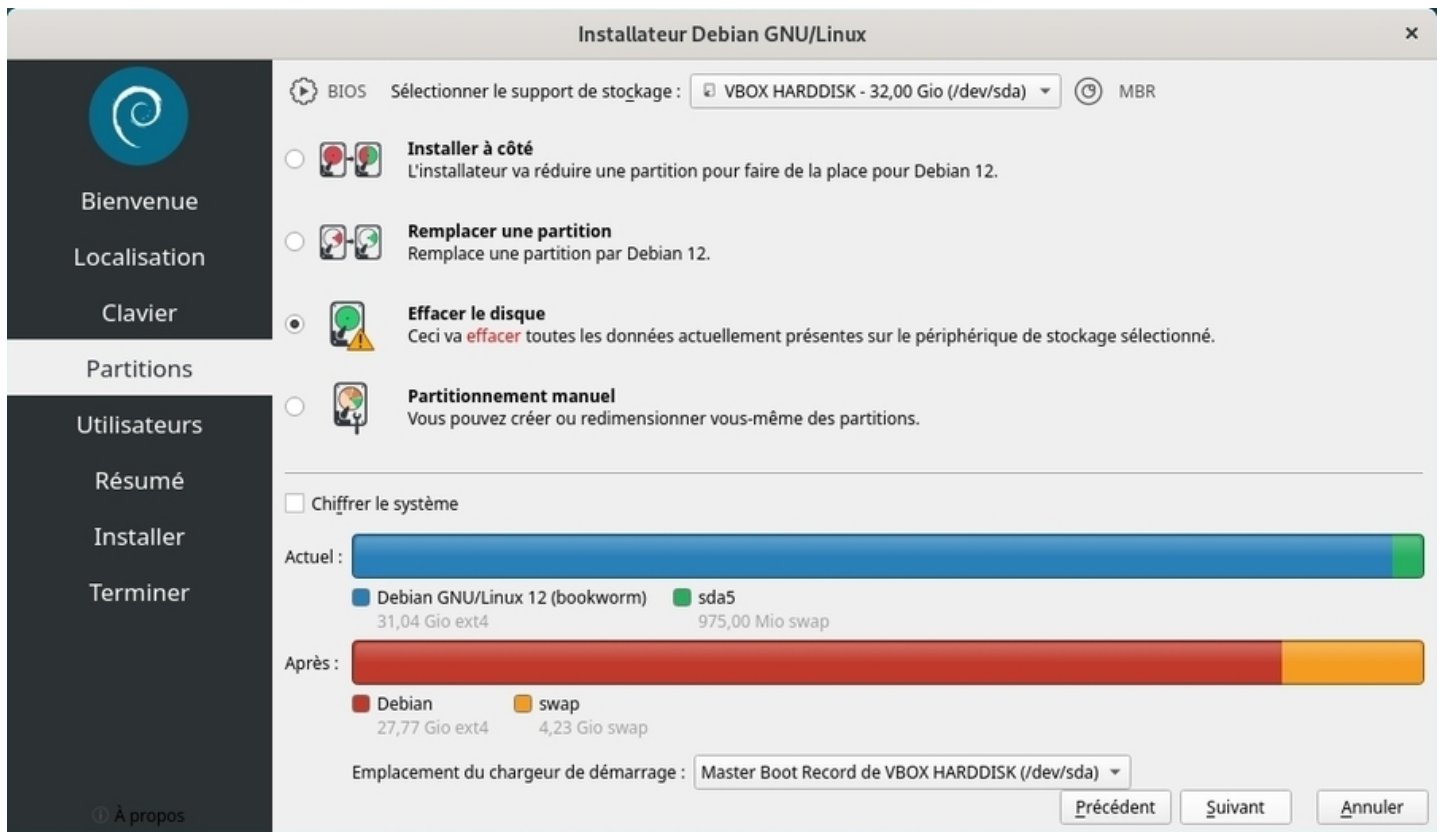 Installateur Debian GNU/Linux
BIOS Sélectionner le support de stockage : VBOX HARDDISK - 32,00 Gio (/dev/sda) MBR
Bienvenue
Localisation
Clavier
Partitions
Utilisateurs
Résumé
Installer
Terminer
À propos
Installer à côté
L'installateur va réduire une partition pour faire de la place pour Debian 12.
Remplacer une partition
Remplace une partition par Debian 12.
Effacer le disque
Ceci va effacer toutes les données actuellement présentes sur le périphérique de stockage sélectionné.
Partitionnement manuel
Vous pouvez créer ou redimensionner vous-même des partitions.
Chiffrer le système
Actuel :
Debian GNU/Linux 12 (bookworm) sda5
31,04 Gio ext4 975,00 Mio swap
Après :
Debian swap
27,77 Gio ext4 4,23 Gio swap
Emplacement du chargeur de démarrage : Master Boot Record de VBOX HARDDISK (/dev/sda)
Précédent Suivant Annuler